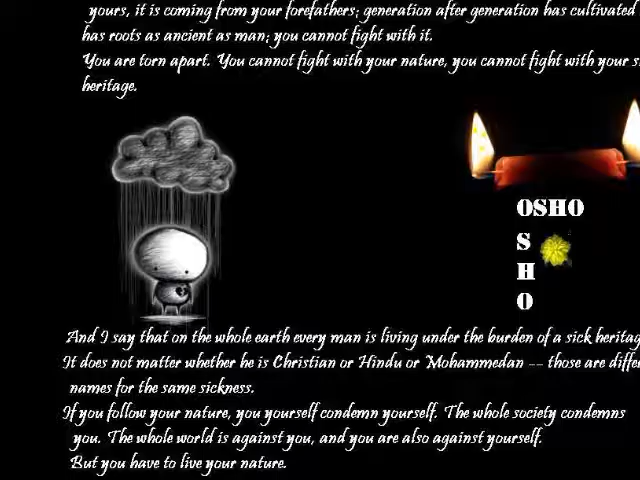 yours, it is coming from your forefathers; generation after generation has cultivated
has roots as ancient as man; you cannot fight with it.
You are torn apart. You cannot fight with your nature, you cannot fight with your
heritage.
OSHO
S
H
O
And I say that on the whole earth every man is living under the burden of a sick
It does not matter whether he is Christian or Hindu or Mohammedan -- those are
names for the same sickness.
If you follow your nature, you yourself condemn yourself. The whole society condemns
you. The whole world is against you, and you are also against yourself.
But you have to live your nature.